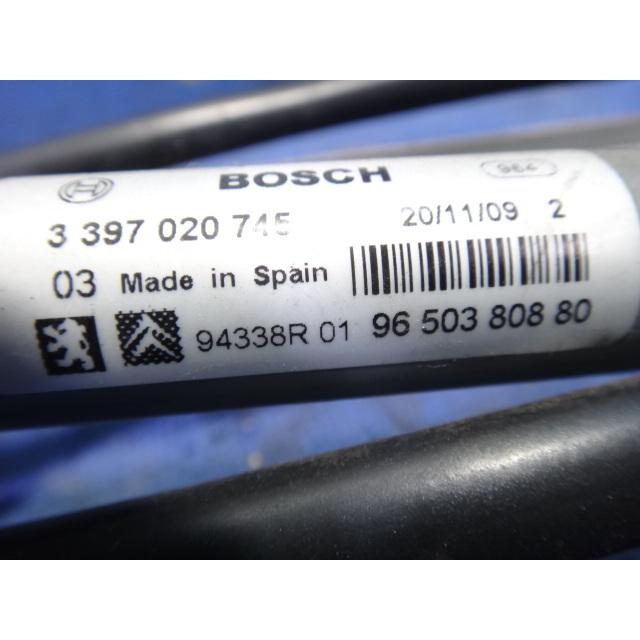 BOSCH 964
3 397 020 745 20/11/09 2
03 Made in Spain
94338R 01 96 503 808 80